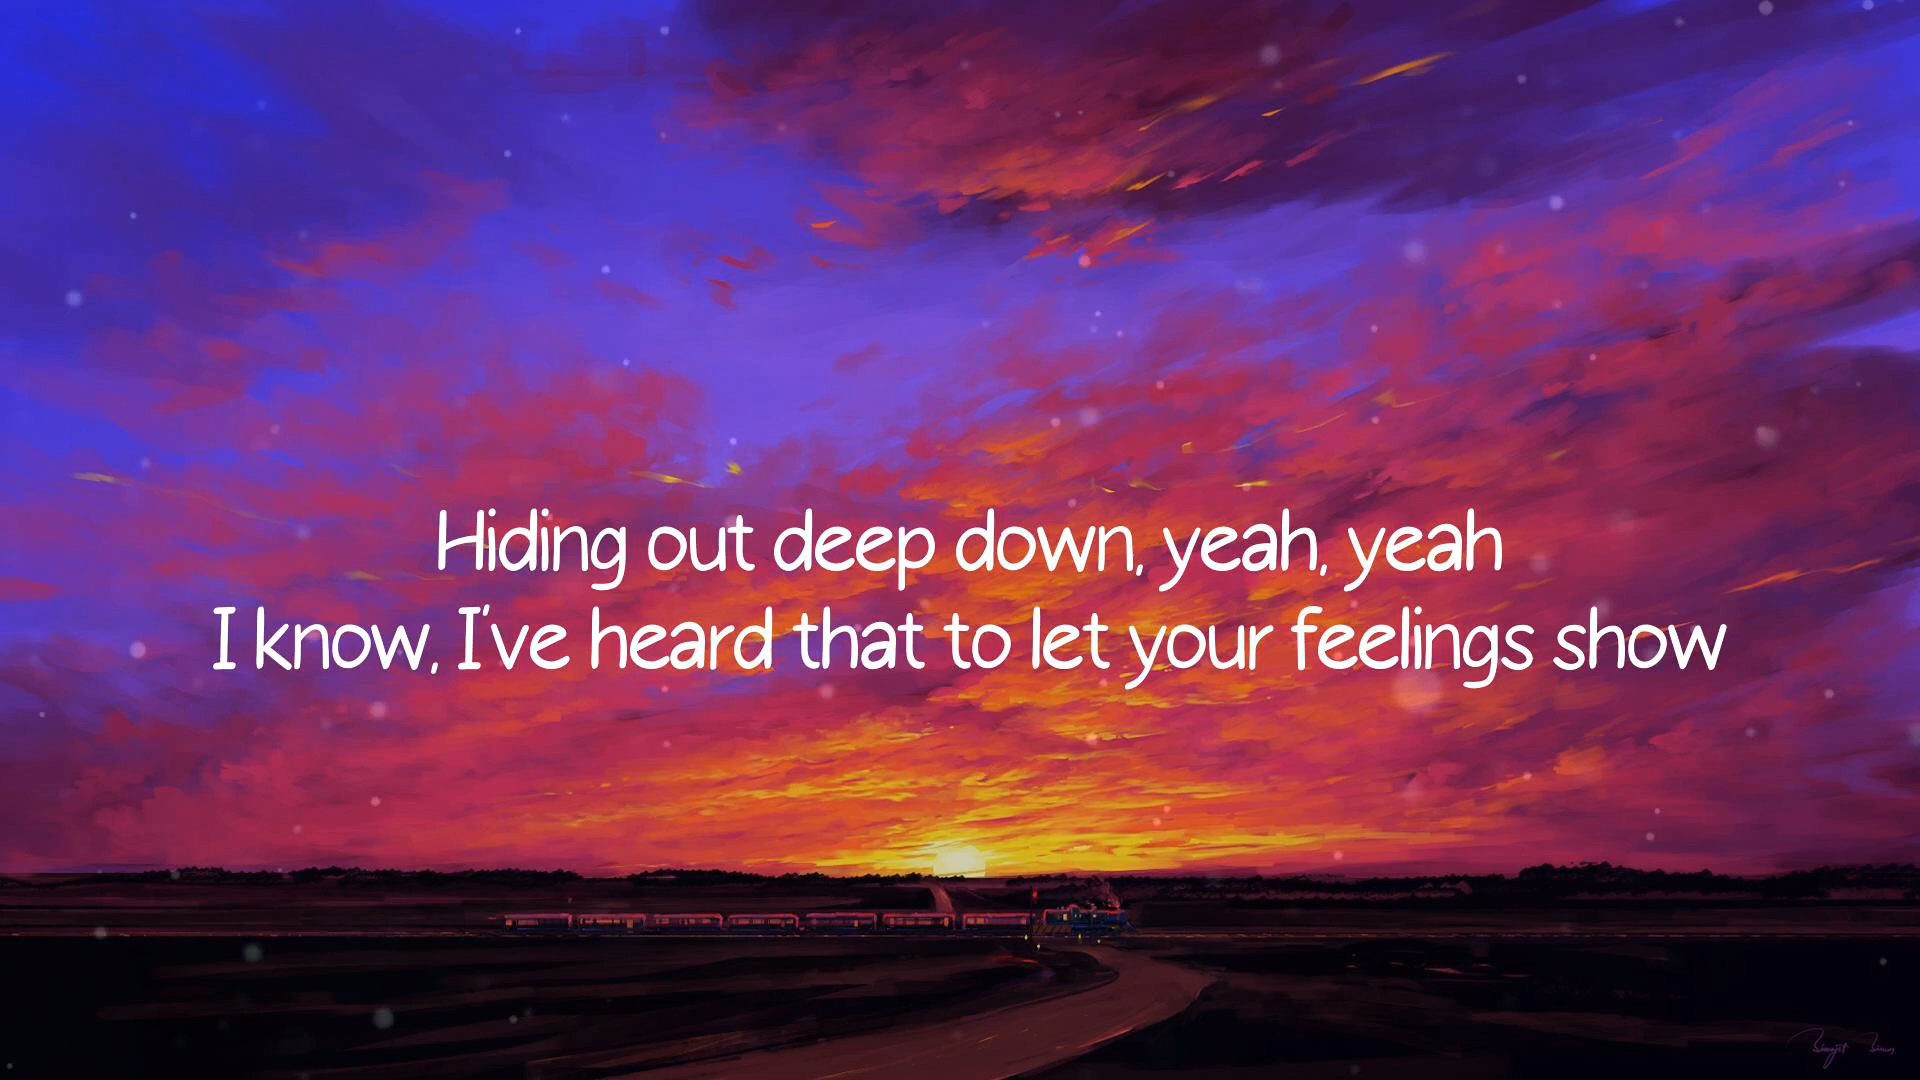 Hiding out deep down, yeah, yeah
I know, I've heard that to let your feelings show